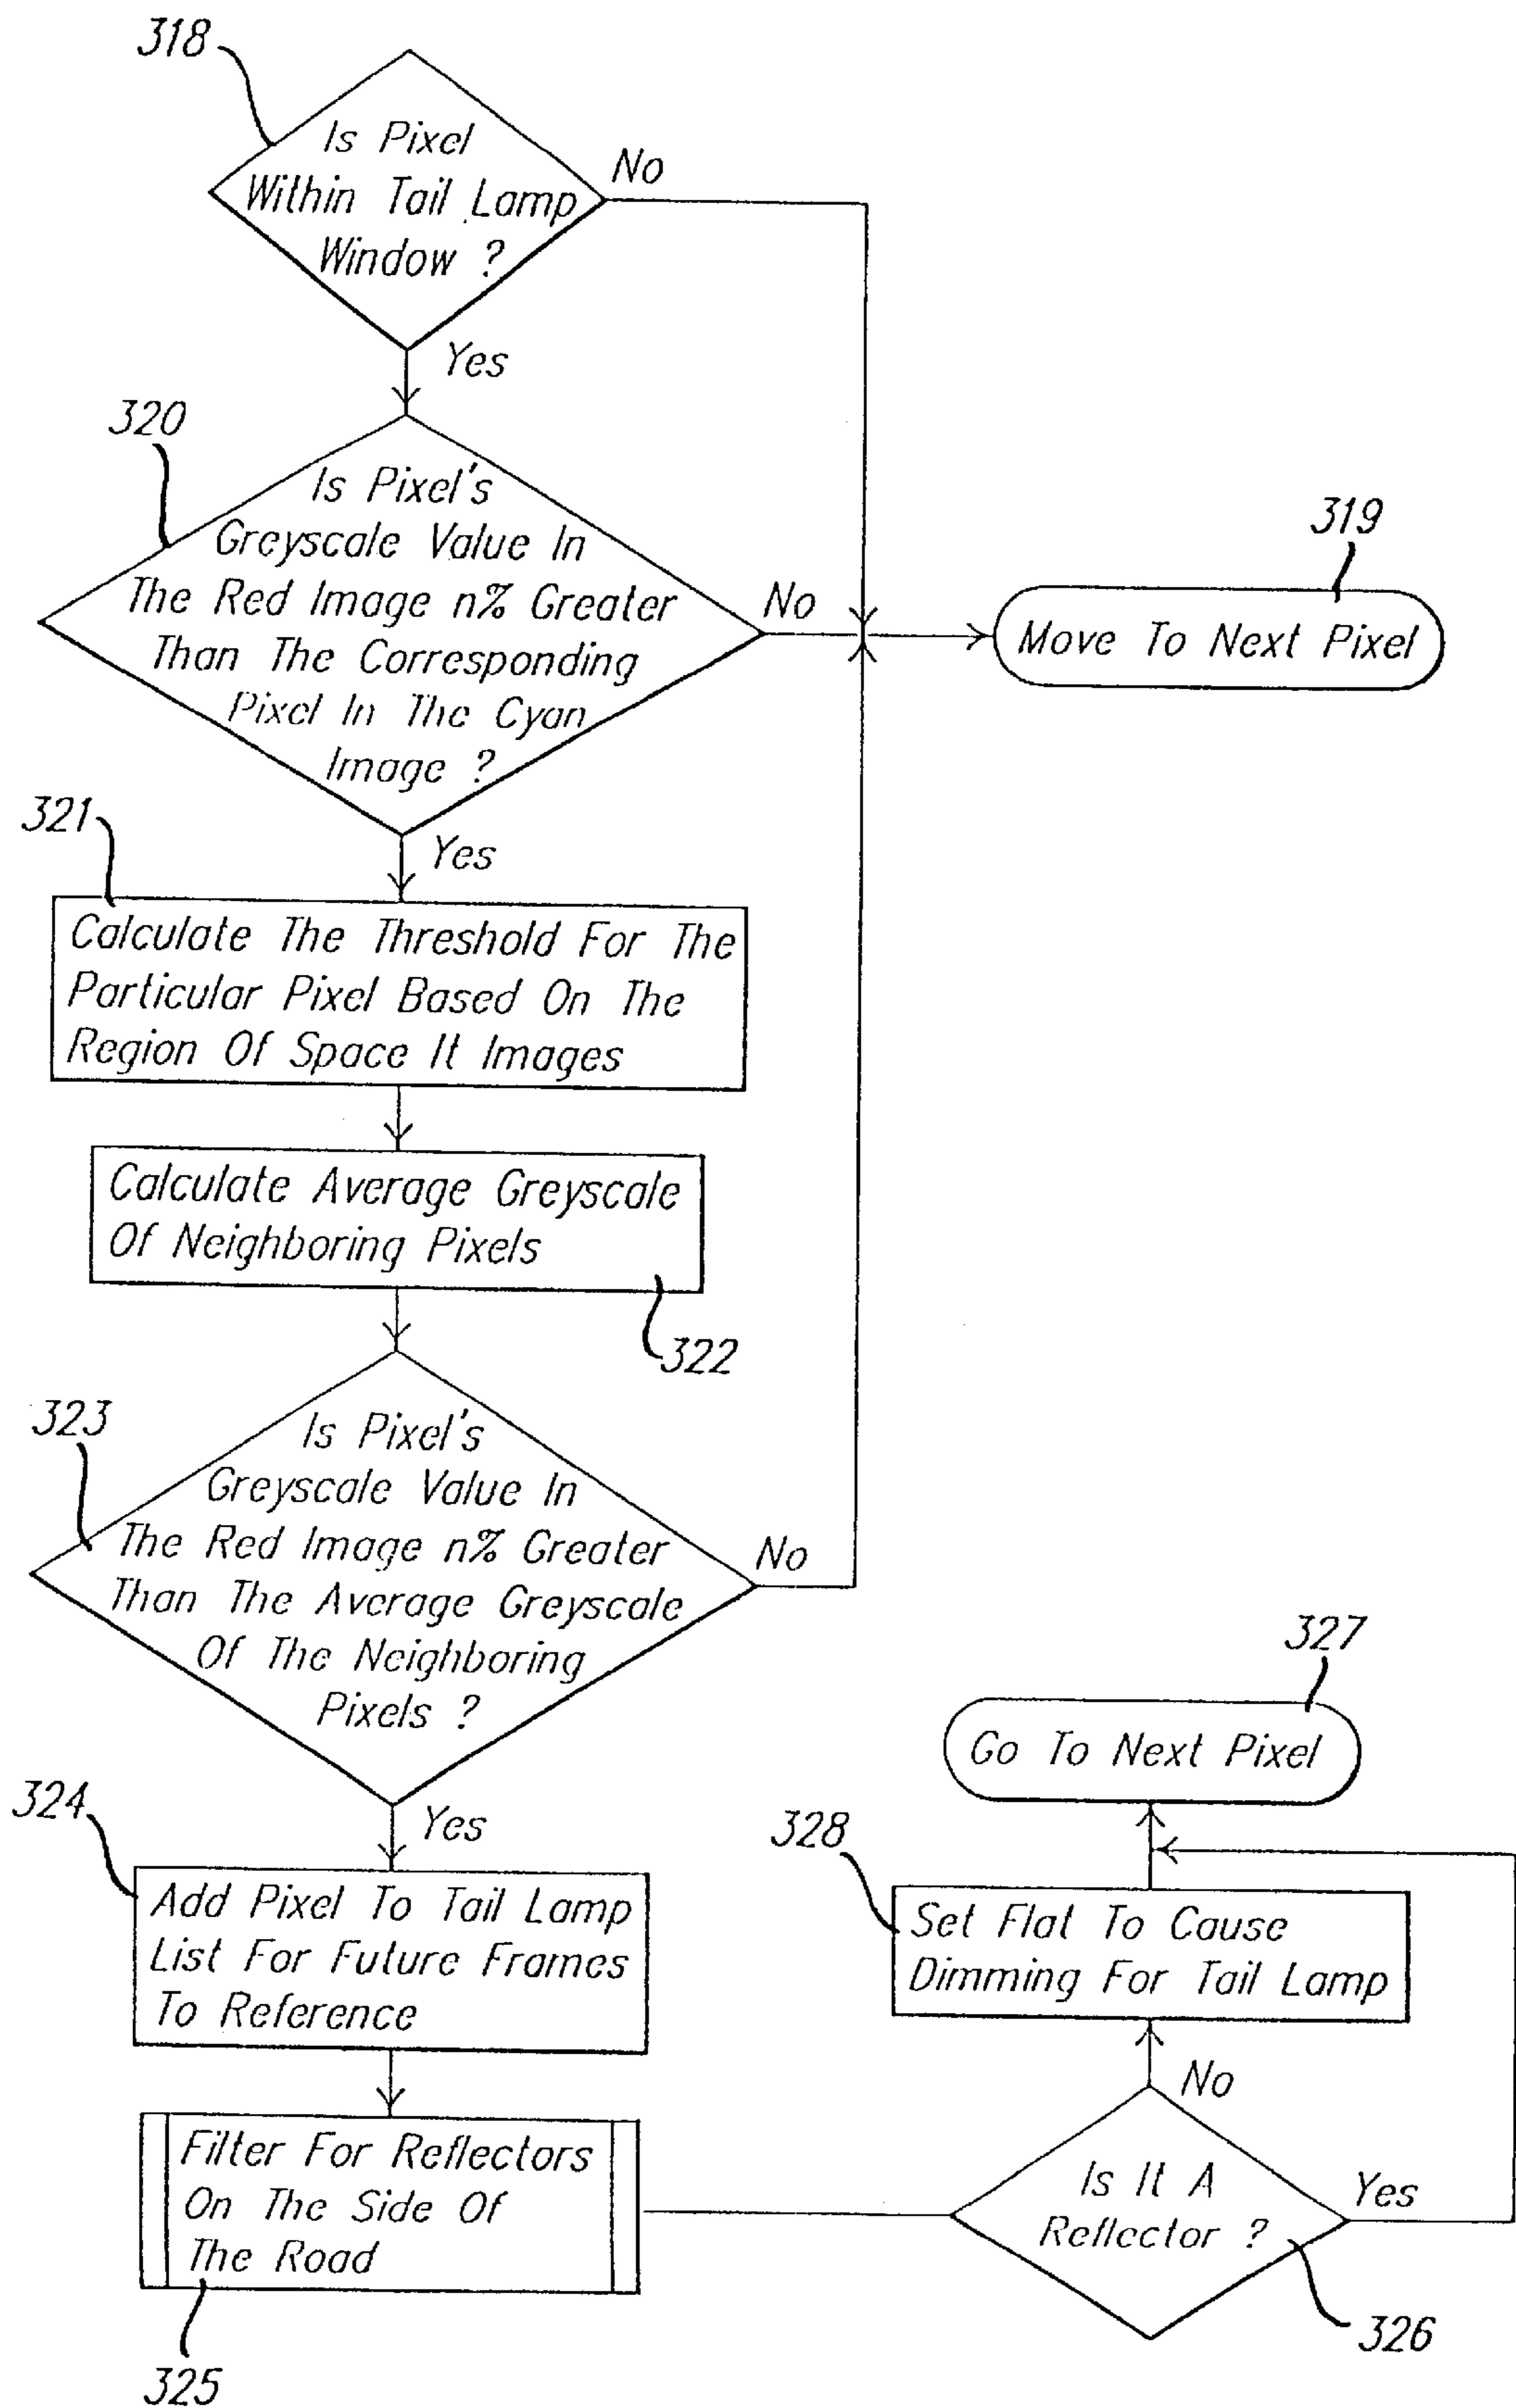 318
Is Pixel
Within Tail Lamp
Window ?
No
Yes
320
Is Pixel's
Greyscale Value In
The Red Image n% Greater
Than The Corresponding
Pixel In The Cyan
Image ?
No
319
Move To Next Pixel
Yes
321
Calculate The Threshold For The
Particular Pixel Based On The
Region Of Space It Images
Calculate Average Greyscale
Of Neighboring Pixels
322
323
Is Pixel's
Greyscale Value In
The Red Image n% Greater
Than The Average Greyscale
Of The Neighboring
Pixels ?
No
Yes
324
Add Pixel To Tail Lamp
List For Future Frames
To Reference
Filter For Reflectors
On The Side Of
The Road
325
327
Go To Next Pixel
328
Set Flat To Cause
Dimming For Tail Lamp
No
Is It A
Reflector ?
Yes
326